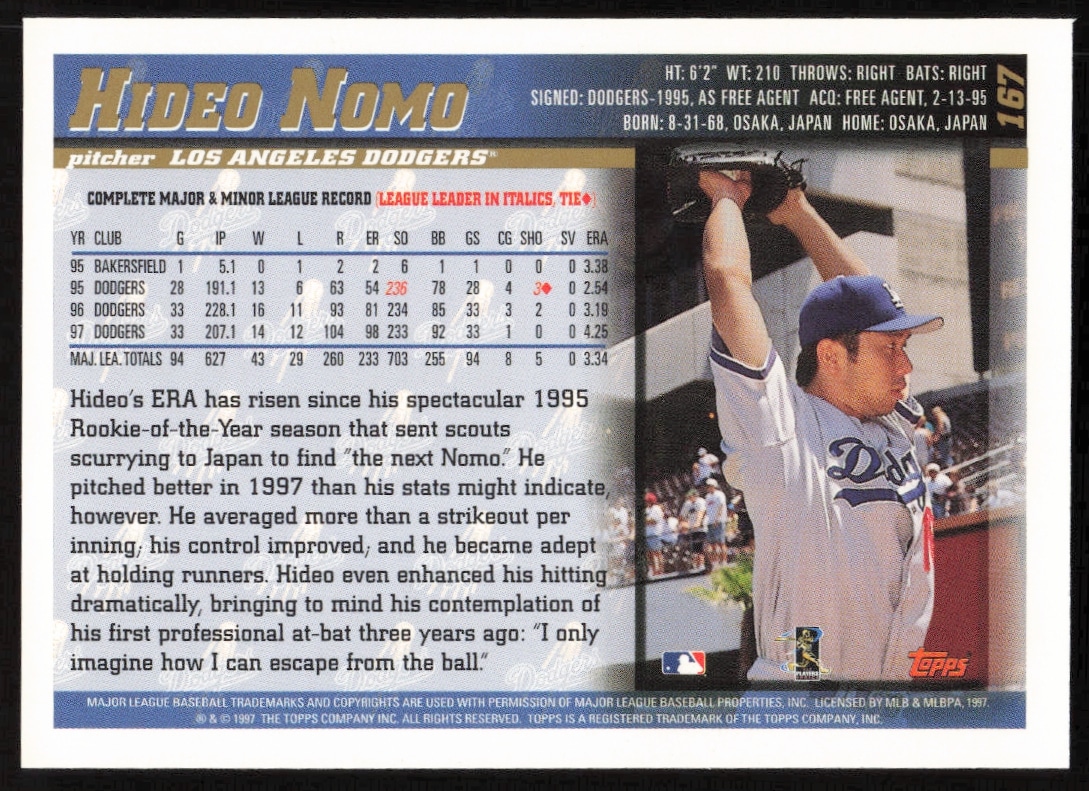 HIDEO NOMO
HT: 6'2" WT: 210 THROWS: RIGHT BATS: RIGHT
SIGNED: DODGERS-1995, AS FREE AGENT ACQ: FREE AGENT, 2-13-95
BORN: 8-31-68, OSAKA, JAPAN HOME: OSAKA, JAPAN
167
pitcher LOS ANGELES DODGERS®
COMPLETE MAJOR & MINOR LEAGUE RECORD (LEAGUE LEADER IN ITALICS, TIE♦)
YR CLUB G IP W L R ER SO BB GS CG SHO SV ERA
95 BAKERSFIELD 1 5.1 0 1 2 2 6 1 1 0 0 0 3.38
95 DODGERS 28 191.1 13 6 63 54 236 78 28 4 3♦ 0 2.54
96 DODGERS 33 228.1 16 11 93 81 234 85 33 3 2 0 3.19
97 DODGERS 33 207.1 14 12 104 98 233 92 33 1 0 0 4.25
MAJ. LEA. TOTALS 94 627 43 29 260 233 703 255 94 8 5 0 3.34
Hideo's ERA has risen since his spectacular 1995
Rookie-of-the-Year season that sent scouts
scurrying to Japan to find "the next Nomo." He
pitched better in 1997 than his stats might indicate,
however. He averaged more than a strikeout per
inning; his control improved; and he became adept
at holding runners. Hideo even enhanced his hitting
dramatically, bringing to mind his contemplation of
his first professional at-bat three years ago: "I only
imagine how I can escape from the ball."
Dod
PLAYERS
Topps
MAJOR LEAGUE BASEBALL TRADEMARKS AND COPYRIGHTS ARE USED WITH PERMISSION OF MAJOR LEAGUE BASEBALL PROPERTIES, INC. LICENSED BY MLB & MLBPA, 1997.
® & © 1997 THE TOPPS COMPANY INC. ALL RIGHTS RESERVED. TOPPS IS A REGISTERED TRADEMARK OF THE TOPPS COMPANY, INC.